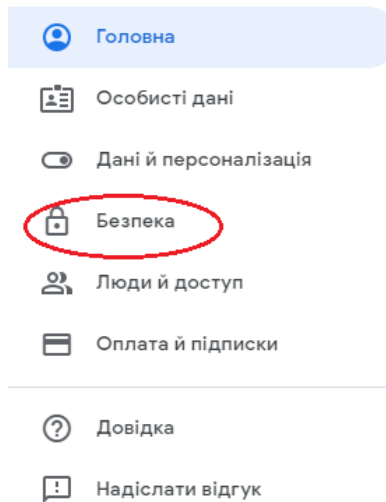 Головна
Особисті дані
Дані й персоналізація
Безпека
Люди й доступ
Оплата й підписки
Довідка
Надіслати відгук